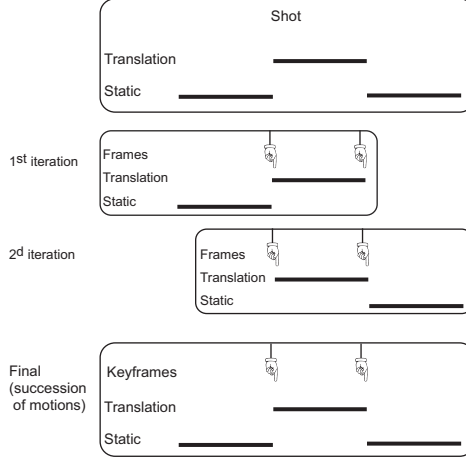 Shot
Translation
Static
1st iteration
Frames
Translation
Static
2d iteration
Frames
Translation
Static
Final
(succession
of motions)
Keyframes
Translation
Static